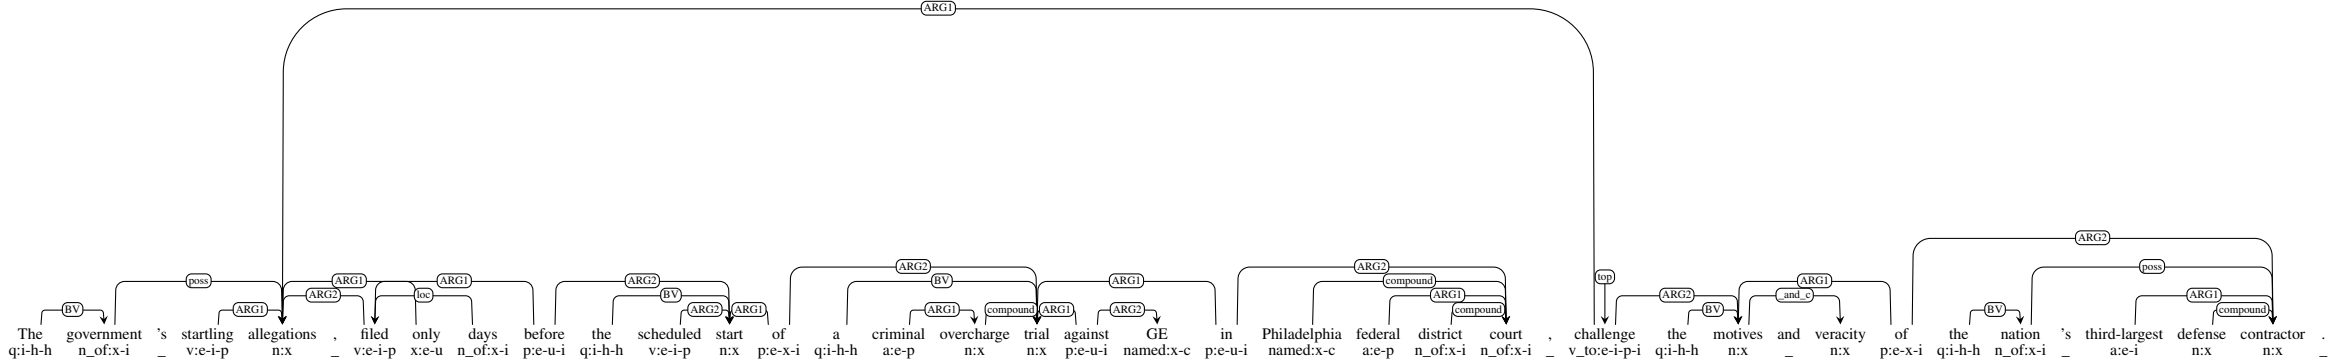 ARG1
ARG2 poss
ARG2 compound
top
poss ARG1 ARG1 ARG2 BV ARG1 compound ARG1
ARG2 loc BV ARG1 ARG2 _and_c ARG1
BV ARG1 ARG2 ARG1 ARG1 compound ARG1 ARG2 compound BV BV compound
The government 's startling allegations , filed only days before the scheduled start of a criminal overcharge trial against GE in Philadelphia federal district court , challenge the motives and veracity of the nation 's third-largest defense contractor .
q:i-h-h n_of:x-i _ v:e-i-p n:x _ v:e-i-p x:e-u n_of:x-i p:e-u-i q:i-h-h v:e-i-p n:x p:e-x-i q:i-h-h a:e-p n:x n:x p:e-u-i named:x-c p:e-u-i named:x-c a:e-p n_of:x-i n_of:x-i _ v_to:e-i-p-i q:i-h-h n:x _ n:x p:e-x-i q:i-h-h n_of:x-i _ a:e-i n:x n:x _